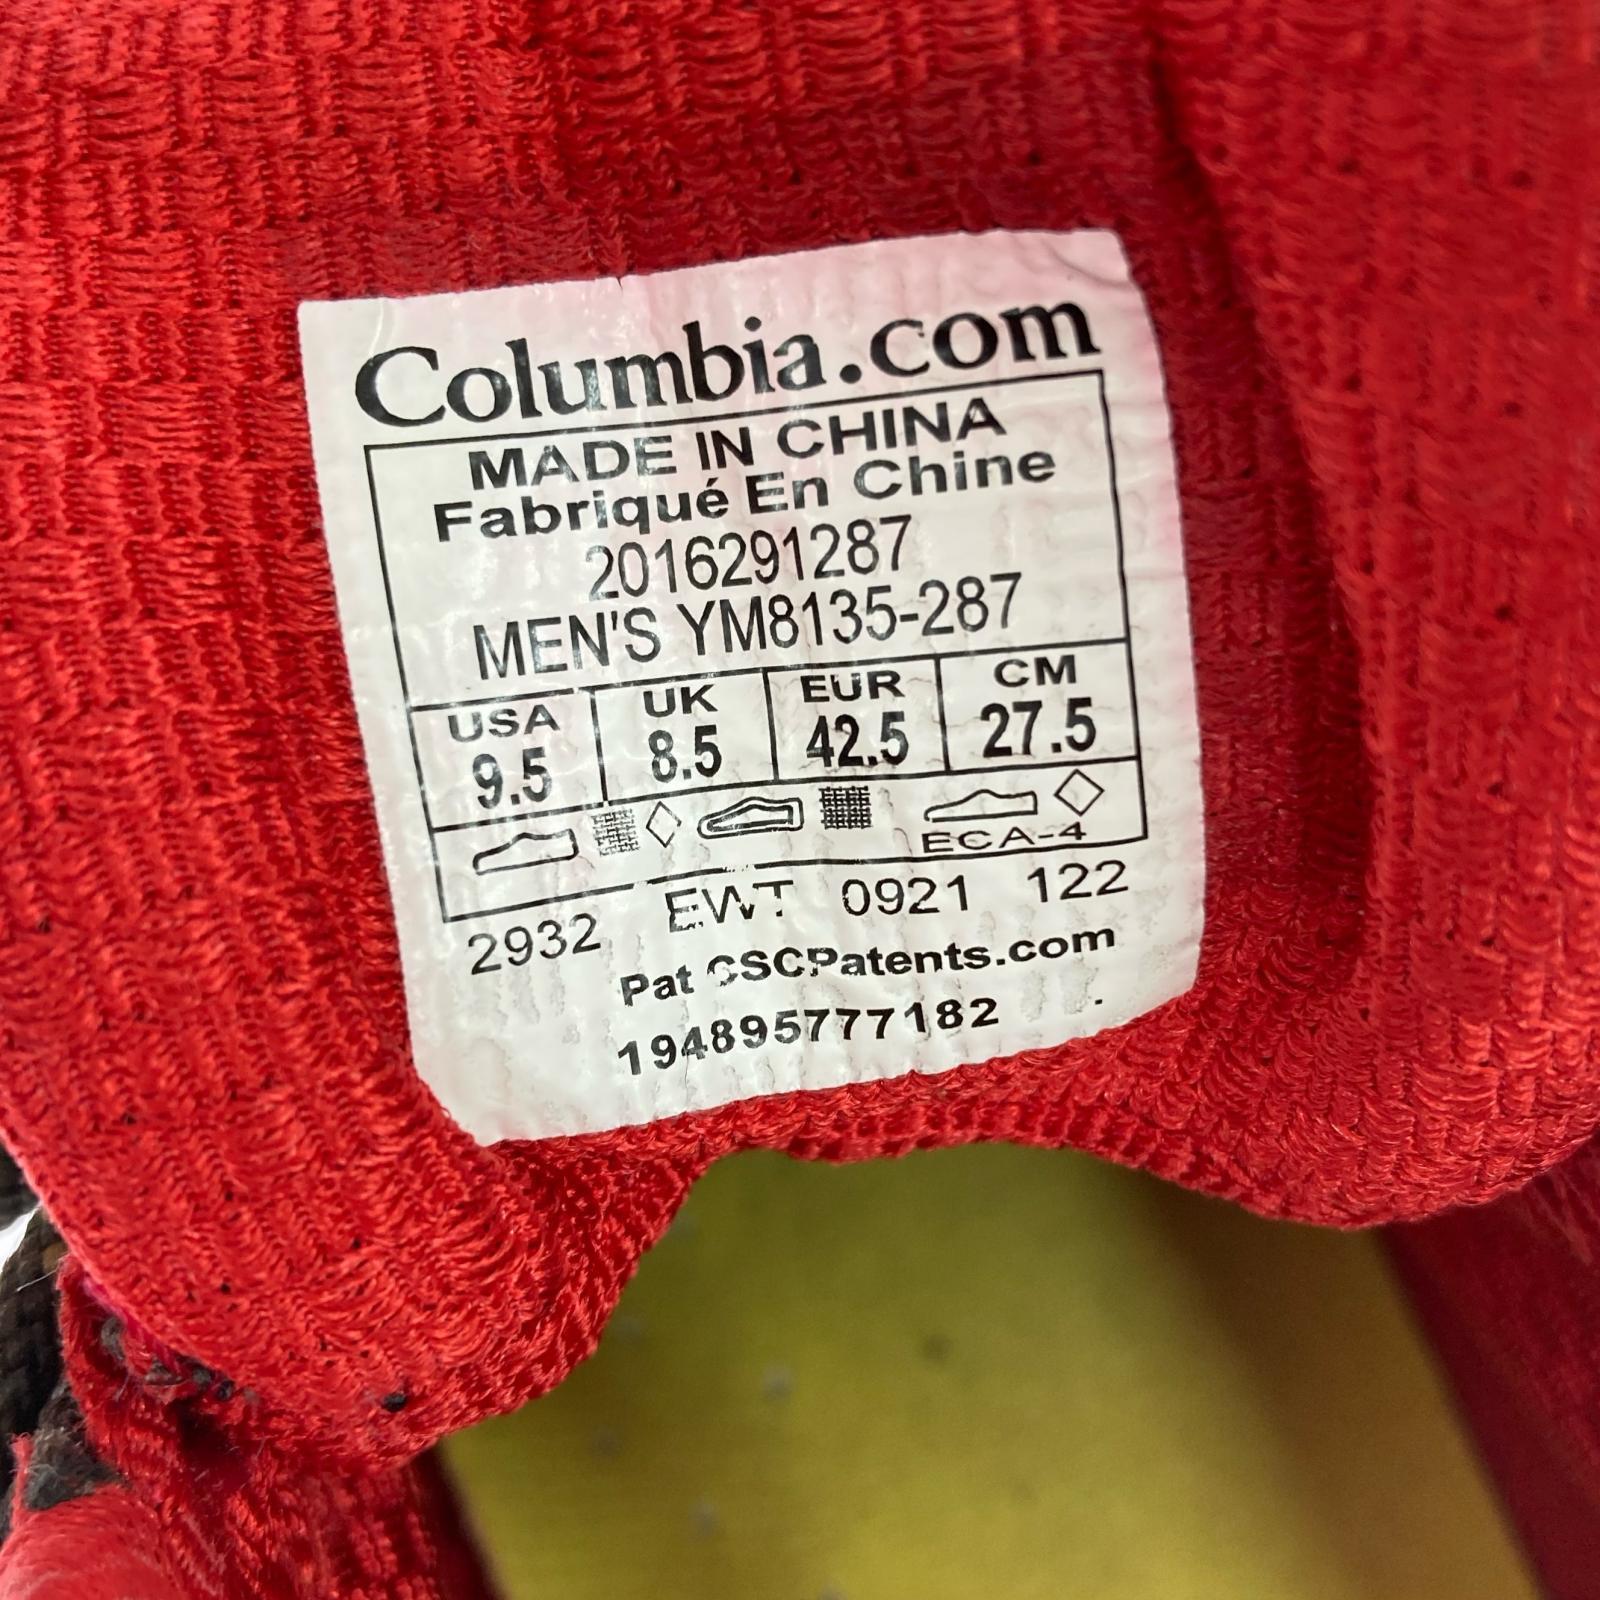 Columbia.com
MADE IN CHINA
Fabriqué En Chine
2016291287
MEN'S YM8135-287
USA UK EUR CM
9.5 8.5 42.5 27.5
ECA-4
2932 EWT 0921 122
Pat CSCPatents.com
194895777182